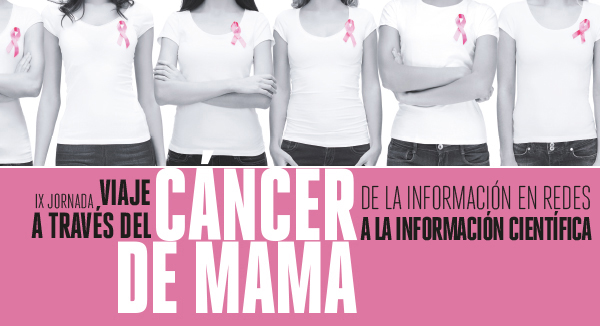 IX JORNADA VIAJE
A TRAVÉS DEL
CÁNCER
DE MAMA
DE LA INFORMACIÓN EN REDES
A LA INFORMACIÓN CIENTÍFICA